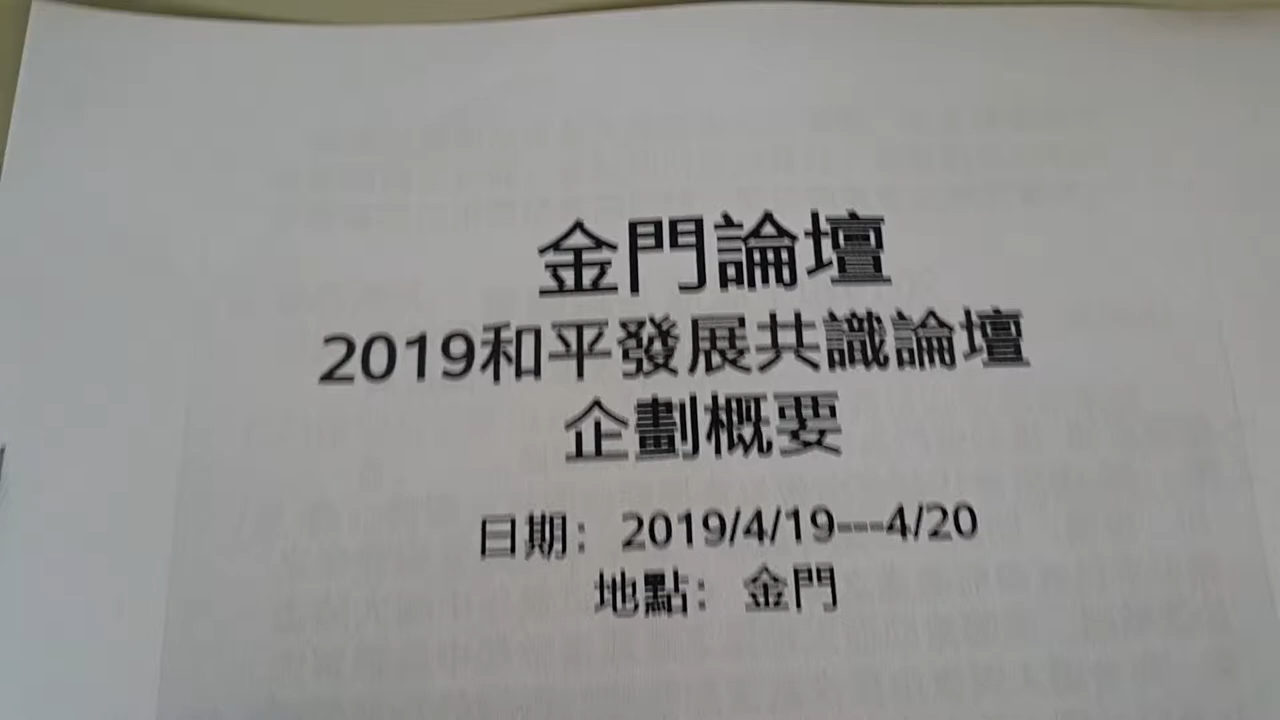 金門論壇
2019和平發展共識論壇
企劃概要
日期: 2019/4/19---4/20
地點: 金門